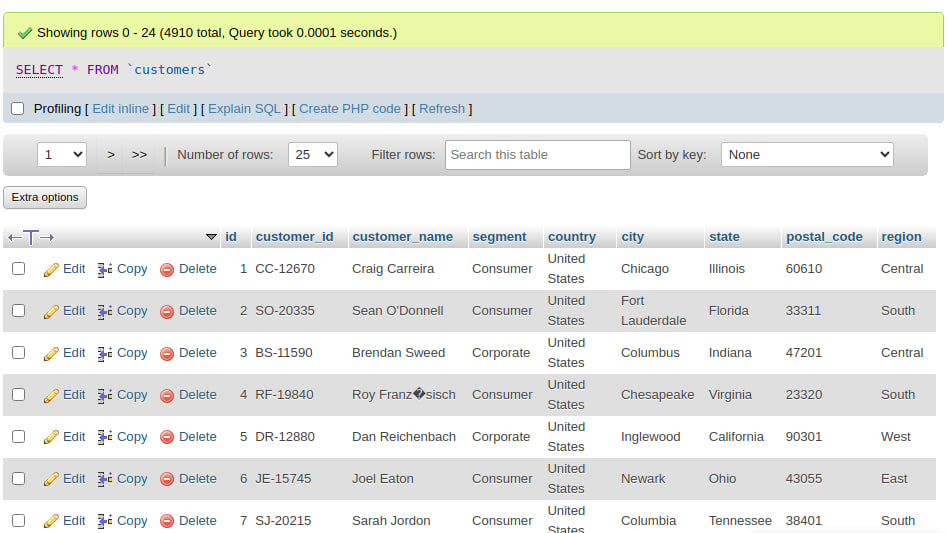 Showing rows 0 - 24 (4910 total, Query took 0.0001 seconds.)
SELECT * FROM `customers`
Profiling [ Edit inline ] [ Edit ] [ Explain SQL ] [ Create PHP code ] [ Refresh ]
1 > >> | Number of rows: 25 Filter rows: Search this table Sort by key: None
Extra options
←T→ id customer_id customer_name segment country city state postal_code region
Edit Copy Delete 1 CC-12670 Craig Carreira Consumer United States Chicago Illinois 60610 Central
Edit Copy Delete 2 SO-20335 Sean O'Donnell Consumer United States Fort Lauderdale Florida 33311 South
Edit Copy Delete 3 BS-11590 Brendan Sweed Corporate United States Columbus Indiana 47201 Central
Edit Copy Delete 4 RF-19840 Roy Franz�sisch Consumer United States Chesapeake Virginia 23320 South
Edit Copy Delete 5 DR-12880 Dan Reichenbach Corporate United States Inglewood California 90301 West
Edit Copy Delete 6 JE-15745 Joel Eaton Consumer United States Newark Ohio 43055 East
Edit Copy Delete 7 SJ-20215 Sarah Jordon Consumer United States Columbia Tennessee 38401 South